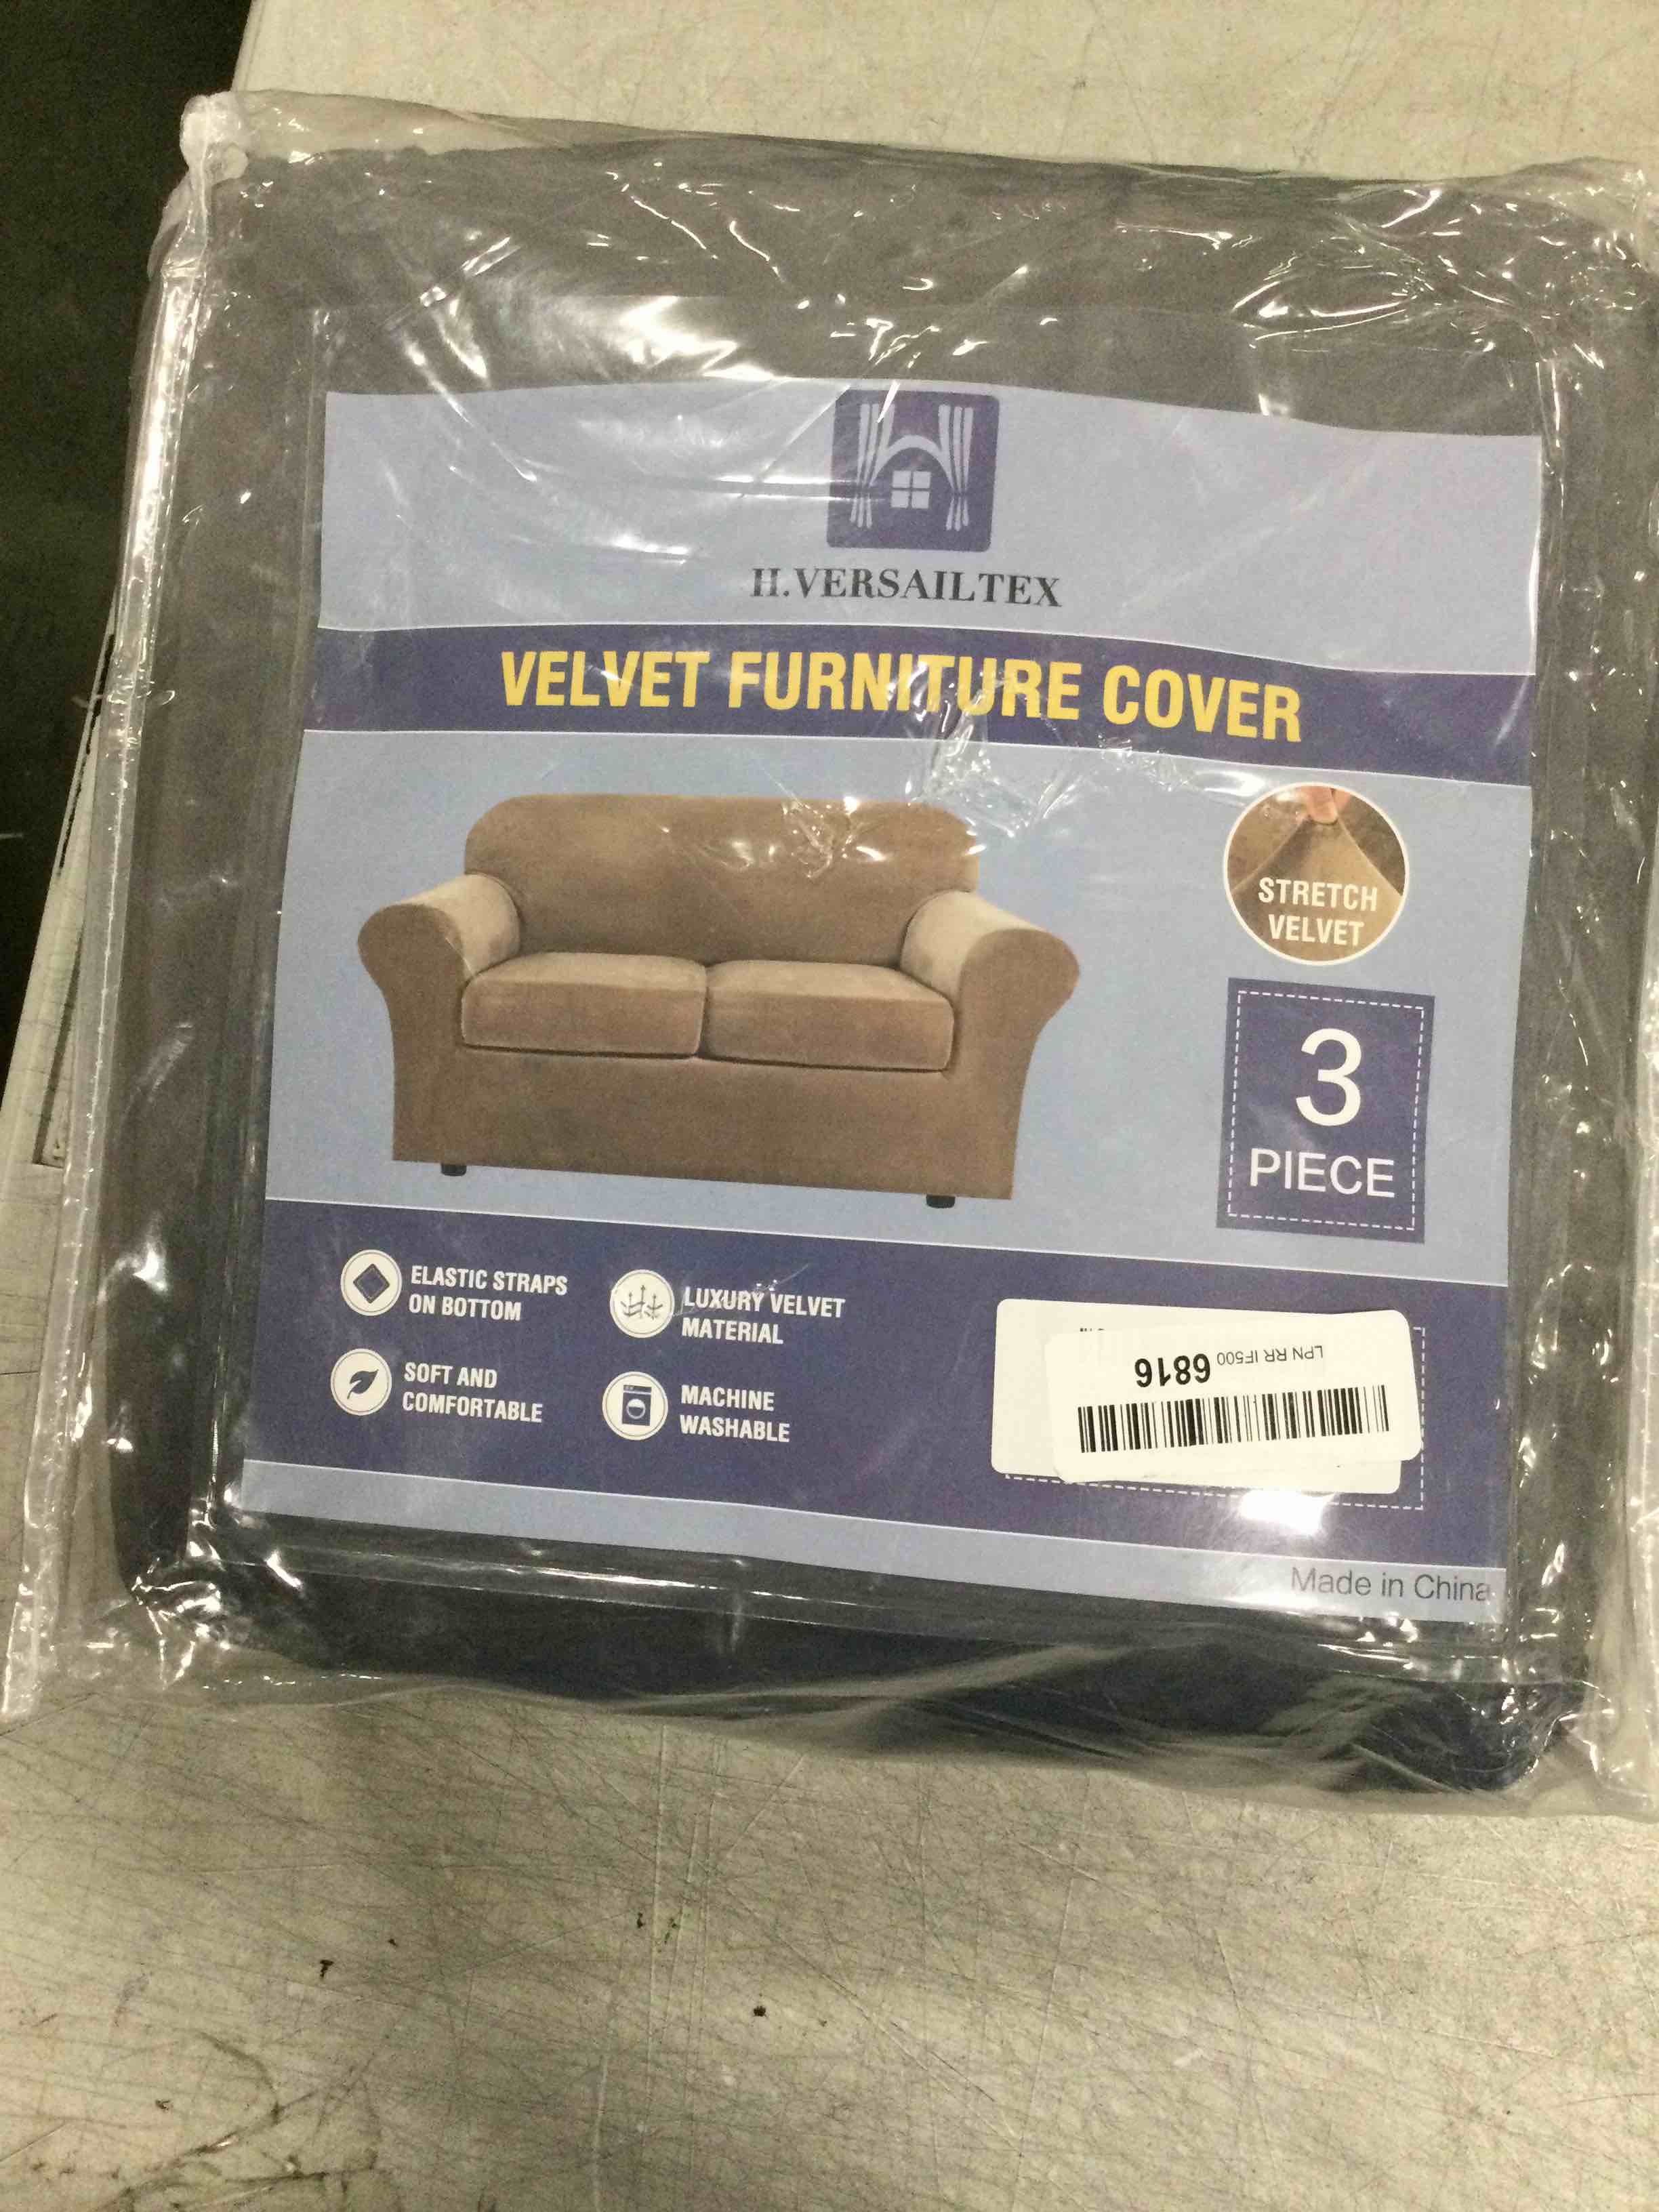 H.VERSAILTEX
VELVET FURNITURE COVER
STRETCH
VELVET
3
PIECE
ELASTIC STRAPS
ON BOTTOM
LUXURY VELVET
MATERIAL
SOFT AND
COMFORTABLE
MACHINE
WASHABLE
LPN RR IF500 6816
Made in China